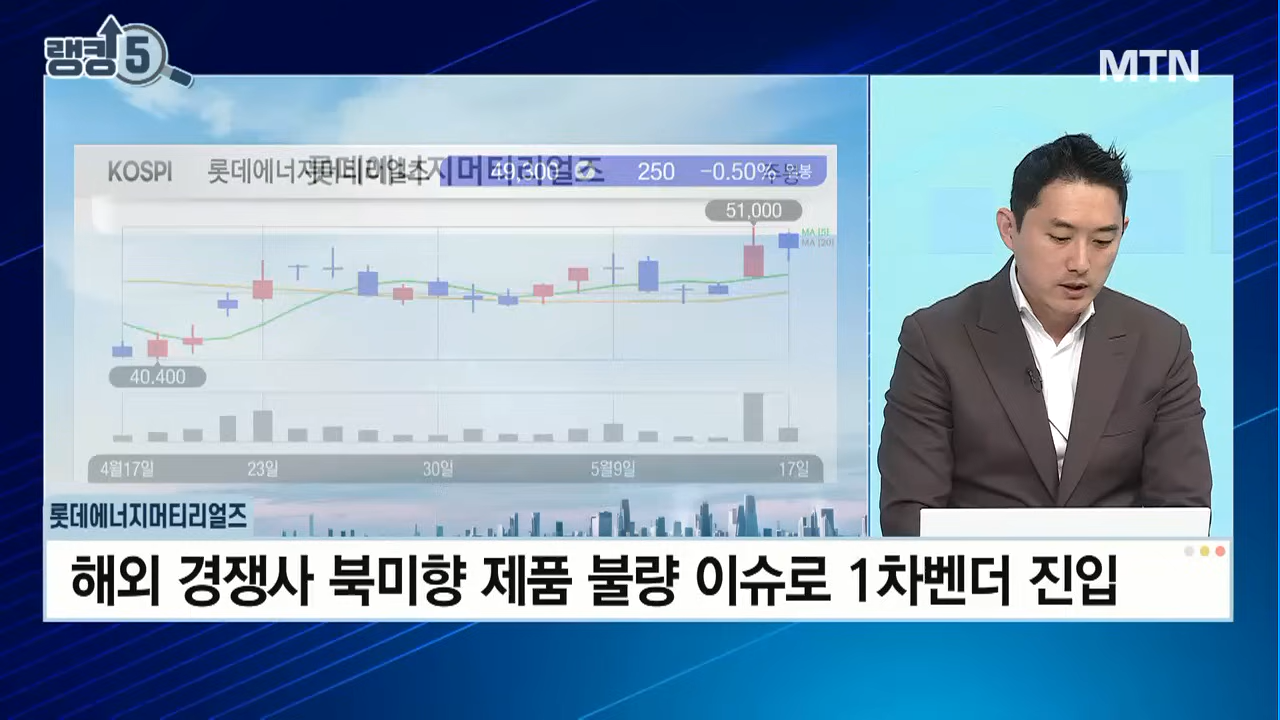 랭킹 5
MTN
KOSPI 롯데에너지머티리얼즈 49,300 250 -0.50%
51,000
MA [5]
MA [20]
40,400
4월17일 23일 30일 5월9일 17일
롯데에너지머티리얼즈
해외 경쟁사 북미향 제품 불량 이슈로 1차벤더 진입